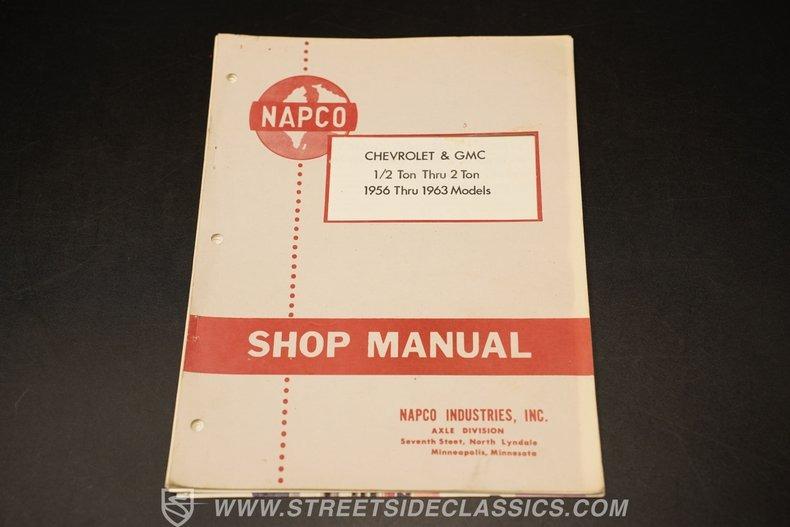 NAPCO
CHEVROLET & GMC
1/2 Ton Thru 2 Ton
1956 Thru 1963 Models
SHOP MANUAL
NAPCO INDUSTRIES, INC.
AXLE DIVISION
Seventh Steet, North Lyndale
Minneapolis, Minnesota
WWW.STREETSIDECLASSICS.COM